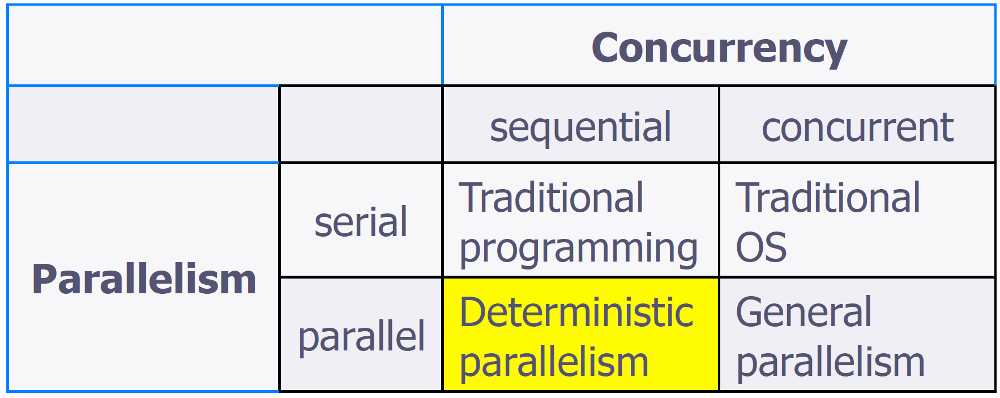 Concurrency
sequential concurrent
serial
Traditional
programming
Traditional
OS
Parallelism
parallel
Deterministic
parallelism
General
parallelism